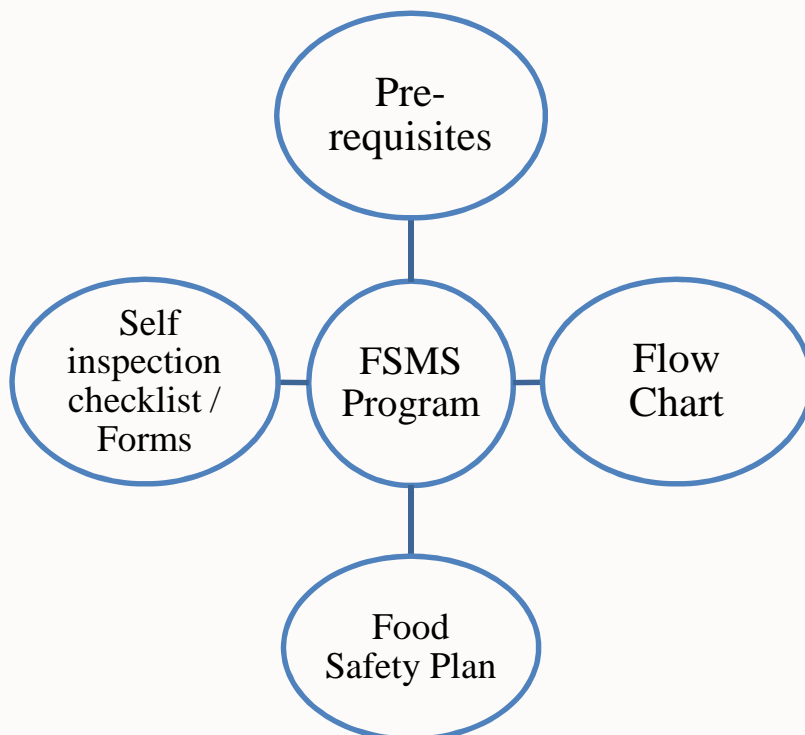 Pre-
requisites
Self
inspection
checklist /
Forms
FSMS
Program
Flow
Chart
Food
Safety Plan